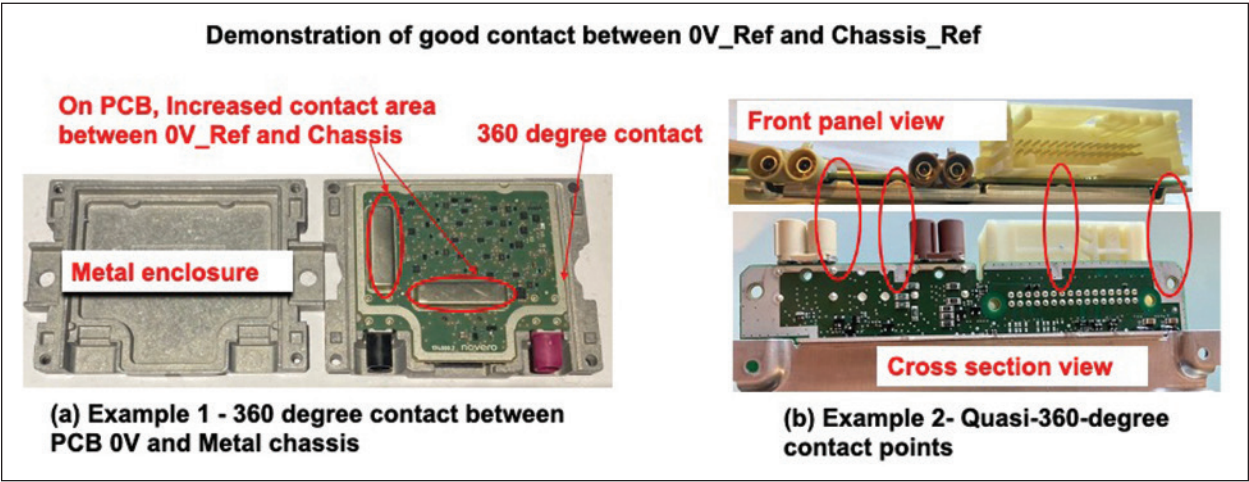 Demonstration of good contact between 0V_Ref and Chassis_Ref
On PCB, Increased contact area
between 0V_Ref and Chassis
360 degree contact
Metal enclosure
novero
Front panel view
Cross section view
(a) Example 1 - 360 degree contact between
PCB 0V and Metal chassis
(b) Example 2- Quasi-360-degree
contact points